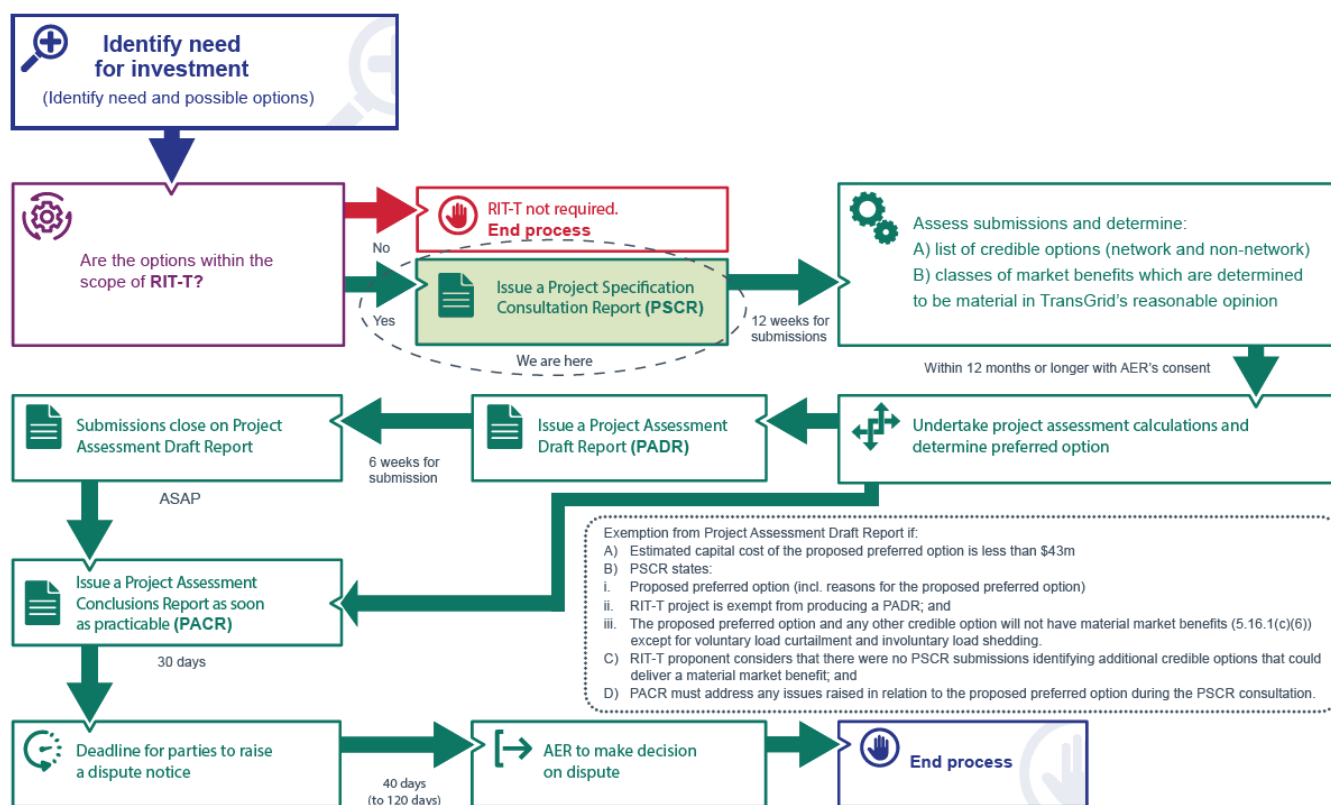 Identify need
for investment
(Identify need and possible options)
Are the options within the
scope of RIT-T?
No
Yes
RIT-T not required.
End process
Issue a Project Specification
Consultation Report (PSCR)
We are here
12 weeks for
submissions
Assess submissions and determine:
A) list of credible options (network and non-network)
B) classes of market benefits which are determined
to be material in TransGrid's reasonable opinion
Within 12 months or longer with AER's consent
Undertake project assessment calculations and
determine preferred option
Issue a Project Assessment
Draft Report (PADR)
6 weeks for
submission
Submissions close on Project
Assessment Draft Report
ASAP
Exemption from Project Assessment Draft Report if:
A) Estimated capital cost of the proposed preferred option is less than $43m
B) PSCR states:
i. Proposed preferred option (incl. reasons for the proposed preferred option)
ii. RIT-T project is exempt from producing a PADR; and
iii. The proposed preferred option and any other credible option will not have material market benefits (5.16.1(c)(6))
except for voluntary load curtailment and involuntary load shedding.
C) RIT-T proponent considers that there were no PSCR submissions identifying additional credible options that could
deliver a material market benefit; and
D) PACR must address any issues raised in relation to the proposed preferred option during the PSCR consultation.
Issue a Project Assessment
Conclusions Report as soon
as practicable (PACR)
30 days
Deadline for parties to raise
a dispute notice
40 days
(to 120 days)
AER to make decision
on dispute
End process